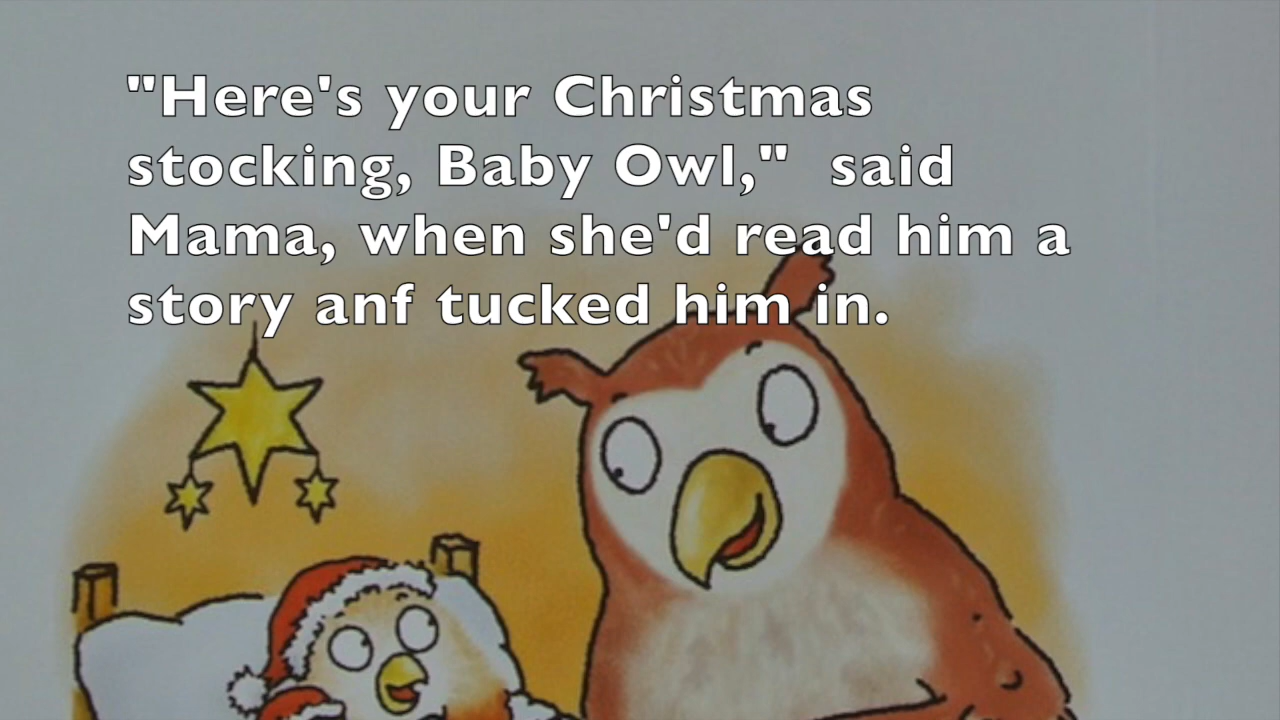 "Here's your Christmas
stocking, Baby Owl,"  said
Mama, when she'd read him a
story anf tucked him in.